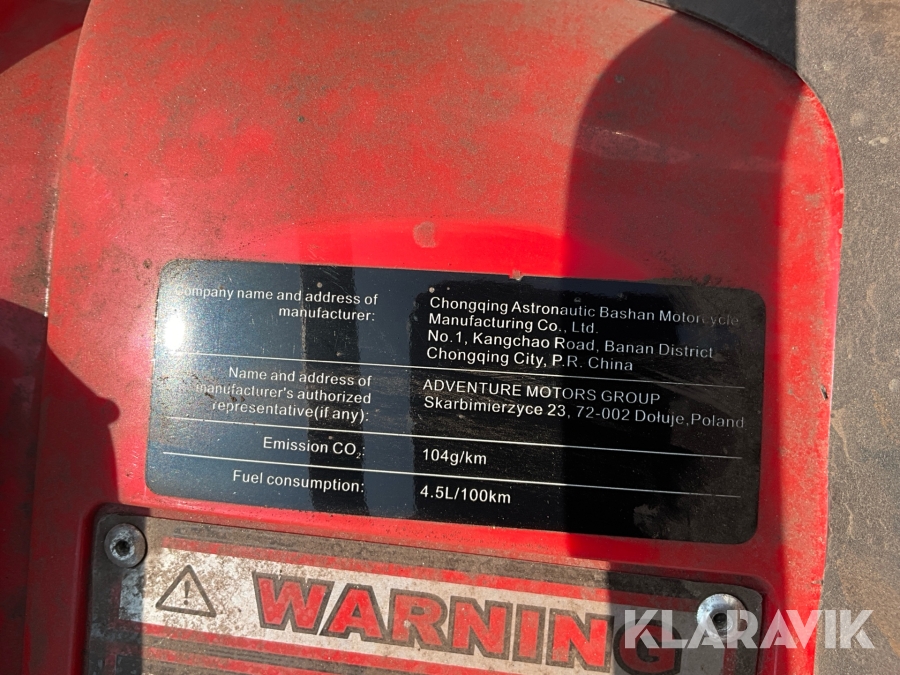 Company name and address of
manufacturer:
Chongqing Astronautic Bashan Motorcycle
Manufacturing Co., Ltd.
No.1, Kangchao Road, Banan District
Chongqing City, P.R. China
Name and address of
manufacturer's authorized
representative(if any):
ADVENTURE MOTORS GROUP
Skarbimierzyce 23, 72-002 Dołuje,Poland
Emission CO₂:
104g/km
Fuel consumption:
4.5L/100km
WARNING
KLARAVIK